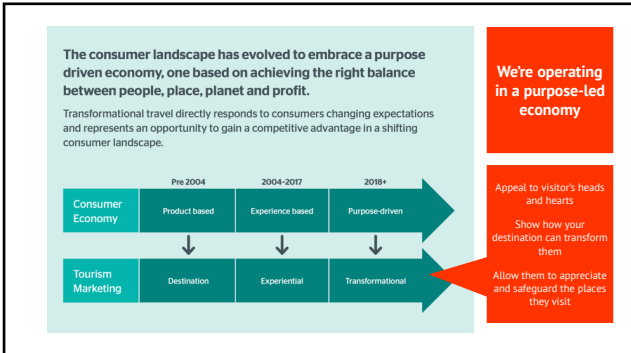 The consumer landscape has evolved to embrace a purpose
driven economy, one based on achieving the right balance
between people, place, planet and profit.
Transformational travel directly responds to consumers changing expectations
and represents an opportunity to gain a competitive advantage in a shifting
consumer landscape.
Pre 2004
2004–2017
2018+
Consumer
Economy
Product based
Experience based
Purpose-driven
Tourism
Marketing
Destination
Experiential
Transformational
We're operating
in a purpose-led
economy
Appeal to visitor's heads
and hearts
Show how your
destination can transform
them
Allow them to appreciate
and safeguard the places
they visit